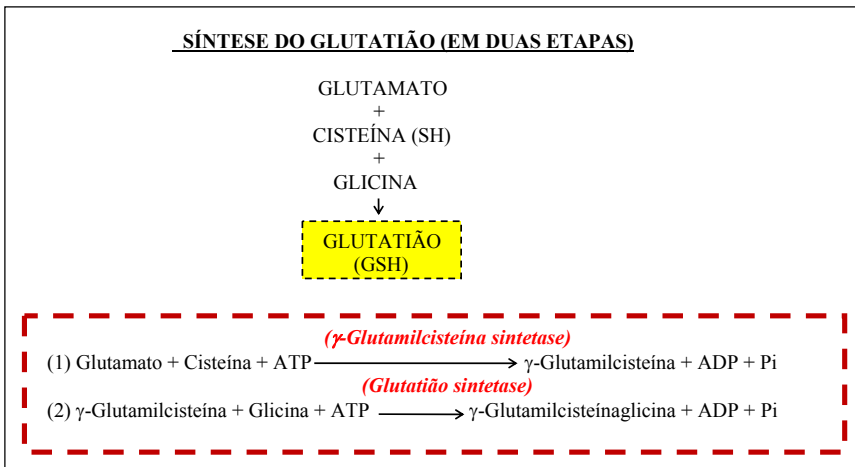 SÍNTESE DO GLUTATIÃO (EM DUAS ETAPAS)
GLUTAMATO
+
CISTEÍNA (SH)
+
GLICINA
GLUTATIÃO
(GSH)
(γ-Glutamilcisteína sintetase)
(1) Glutamato + Cisteína + ATP → γ-Glutamilcisteína + ADP + Pi
(Glutatião sintetase)
(2) γ-Glutamilcisteína + Glicina + ATP → γ-Glutamilcisteínaglicina + ADP + Pi